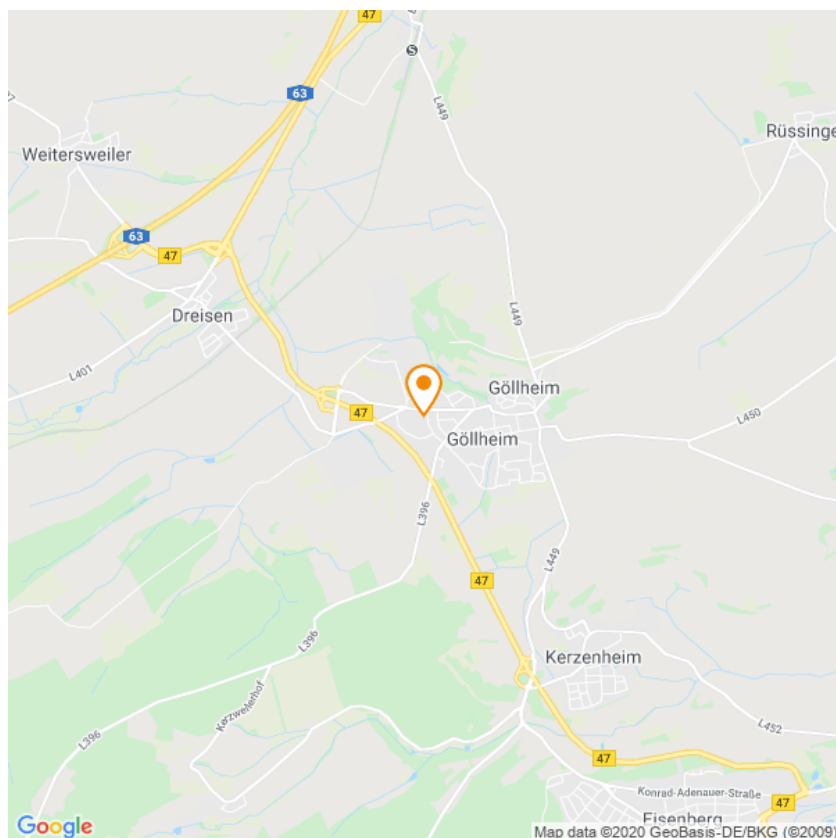 47
S
63
L449
Rüssinge
Weitersweiler
63
47
L449
Dreisen
L401
Göllheim
47
L450
Göllheim
L396
L449
47
L396
Kerzenheim
Kerzweilerhof
L396
L452
47
Konrad-Adenauer-Straße
47
Eisenberg
Google
Map data ©2020 GeoBasis-DE/BKG (©2009)